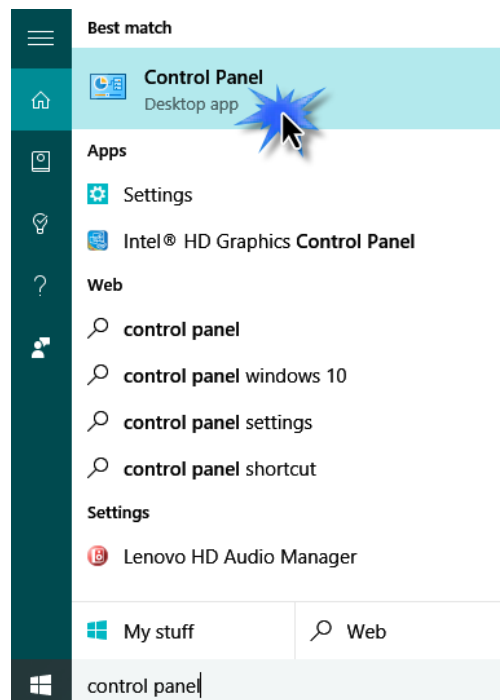 Best match
Control Panel
Desktop app
Apps
Settings
Intel® HD Graphics Control Panel
Web
control panel
control panel windows 10
control panel settings
control panel shortcut
Settings
Lenovo HD Audio Manager
My stuff
Web
control panel